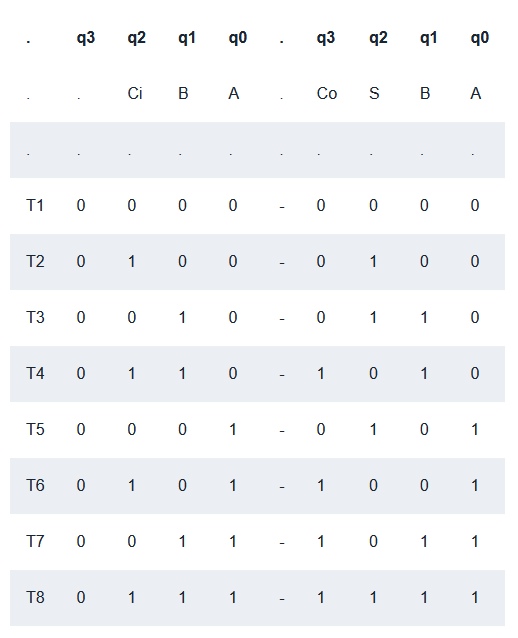 . q3 q2 q1 q0 . q3 q2 q1 q0
. . Ci B A . Co S B A
. . . . . . . . . .
T1 0 0 0 0 - 0 0 0 0
T2 0 1 0 0 - 0 1 0 0
T3 0 0 1 0 - 0 1 1 0
T4 0 1 1 0 - 1 0 1 0
T5 0 0 0 1 - 0 1 0 1
T6 0 1 0 1 - 1 0 0 1
T7 0 0 1 1 - 1 0 1 1
T8 0 1 1 1 - 1 1 1 1